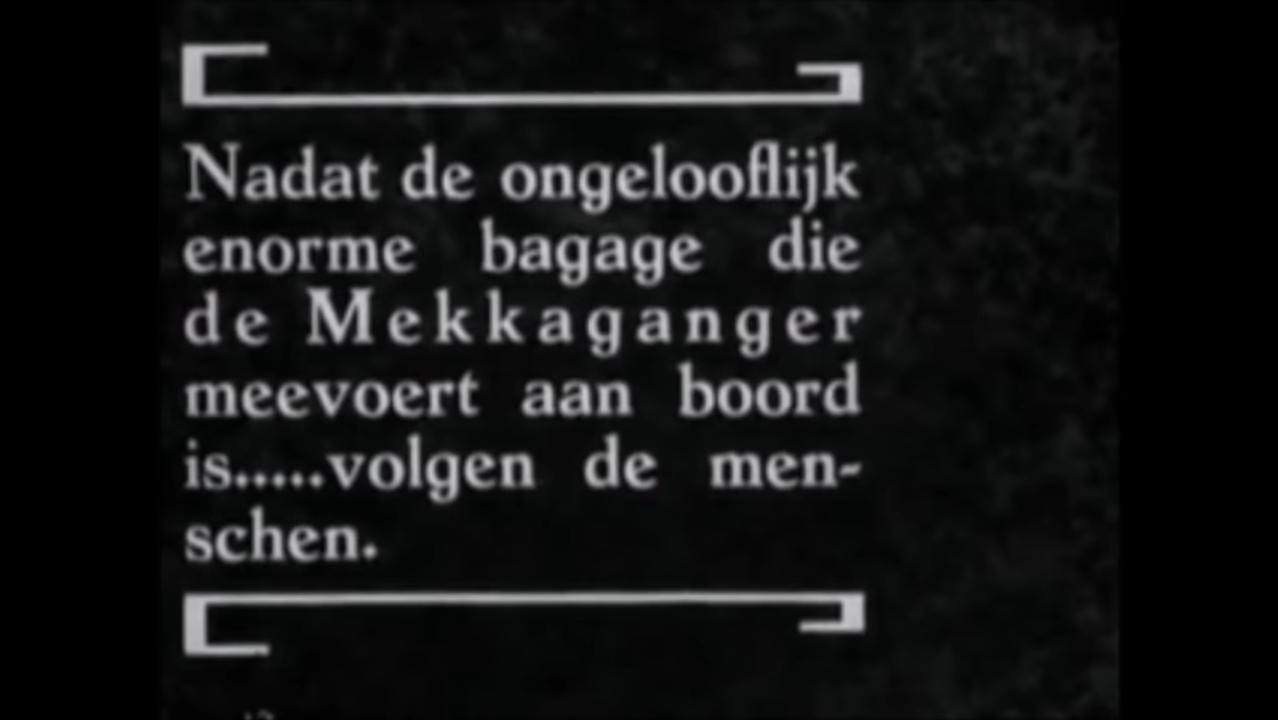 Nadat de ongelooflijk
enorme bagage die
de Mekkaganger
meevoert aan boord
is.....volgen de men-
schen.